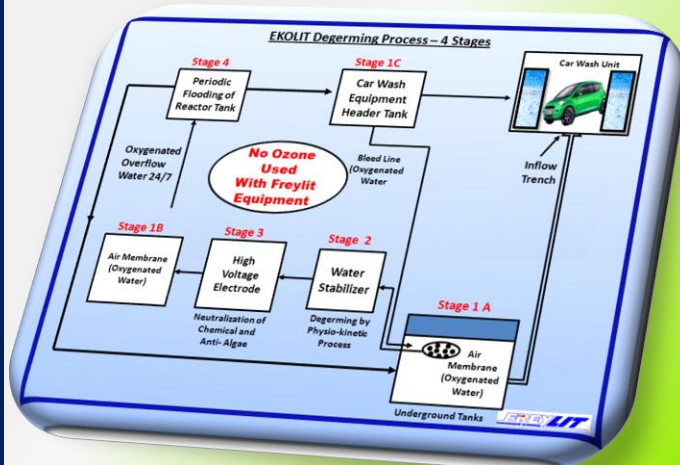 EKOLIT Degerming Process – 4 Stages
Stage 4
Periodic
Flooding of
Reactor Tank
Stage 1C
Car Wash
Equipment
Header Tank
Car Wash Unit
Oxygenated
Overflow
Water 24/7
No Ozone
Used
With Freylit
Equipment
Bleed Line
(Oxygenated
Water
Inflow
Trench
Stage 1B
Air Membrane
(Oxygenated
Water)
Stage 3
High
Voltage
Electrode
Neutralization of
Chemical and
Anti- Algae
Stage 2
Water
Stabilizer
Degerming by
Physio-kinetic
Process
Stage 1 A
Air
Membrane
(Oxygenated
Water)
Underground Tanks
FREYLIT